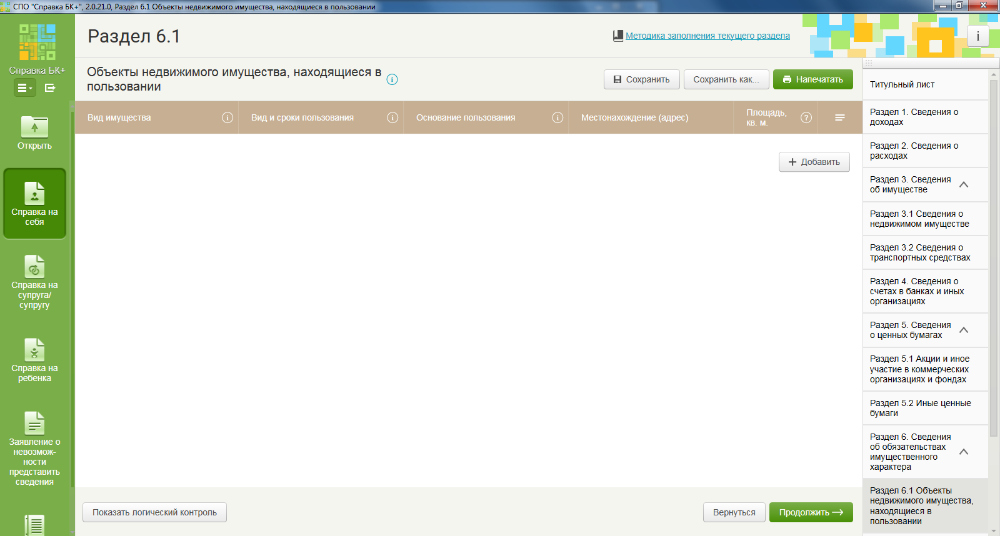 СПО "Справка БК+", 2.0.21.0, Раздел 6.1 Объекты недвижимого имущества, находящиеся в пользовании
Справка БК+
Открыть
Справка на
себя
Справка на
супруга/
супругу
Справка на
ребенка
Заявление о
невозмож-
ности
представить
сведения
Раздел 6.1
Методика заполнения текущего раздела
i
Объекты недвижимого имущества, находящиеся в
пользовании
i
Сохранить
Сохранить как...
Напечатать
Вид имущества
i
Вид и сроки пользования
i
Основание пользования
i
Местонахождение (адрес)
Площадь,
кв. м.
?
Добавить
Показать логический контроль
Вернуться
Продолжить
Титульный лист
Раздел 1. Сведения о
доходах
Раздел 2. Сведения о
расходах
Раздел 3. Сведения
об имуществе
Раздел 3.1 Сведения о
недвижимом имуществе
Раздел 3.2 Сведения о
транспортных средствах
Раздел 4. Сведения о
счетах в банках и иных
организациях
Раздел 5. Сведения
о ценных бумагах
Раздел 5.1 Акции и иное
участие в коммерческих
организациях и фондах
Раздел 5.2 Иные ценные
бумаги
Раздел 6. Сведения
об обязательствах
имущественного
характера
Раздел 6.1 Объекты
недвижимого имущества,
находящиеся в
пользовании